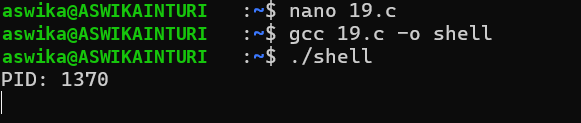 aswika@ASWIKAINTURI   :~$ nano 19.c
aswika@ASWIKAINTURI   :~$ gcc 19.c -o shell
aswika@ASWIKAINTURI   :~$ ./shell
PID: 1370